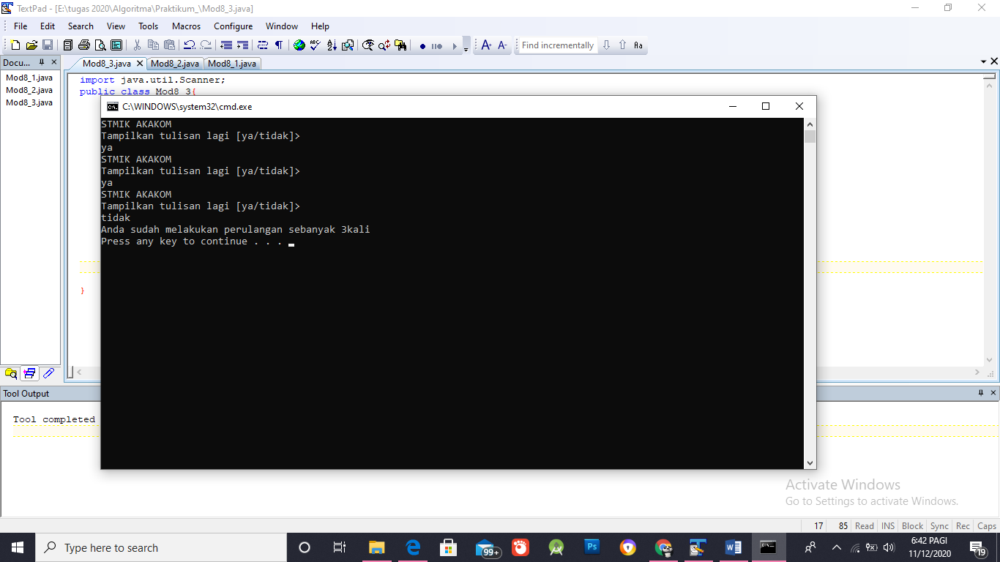 TextPad - [E:\tugas 2020\Algoritma\Praktikum_\Mod8_3.java]
File Edit Search View Tools Macros Configure Window Help
Find incrementally
Docu...
Mod8_3.java Mod8_2.java Mod8_1.java
Mod8_1.java
Mod8_2.java
Mod8_3.java
import java.util.Scanner;
public class Mod8_3{
C:\WINDOWS\system32\cmd.exe
STMIK AKAKOM
Tampilkan tulisan lagi [ya/tidak]>
ya
STMIK AKAKOM
Tampilkan tulisan lagi [ya/tidak]>
ya
STMIK AKAKOM
Tampilkan tulisan lagi [ya/tidak]>
tidak
Anda sudah melakukan perulangan sebanyak 3kali
Press any key to continue . . .
}
Tool Output
Tool completed
Activate Windows
Go to Settings to activate Windows.
17 85 Read INS Block Sync Rec Caps
Type here to search
99+
Ps
6:42 PAGI
11/12/2020
19